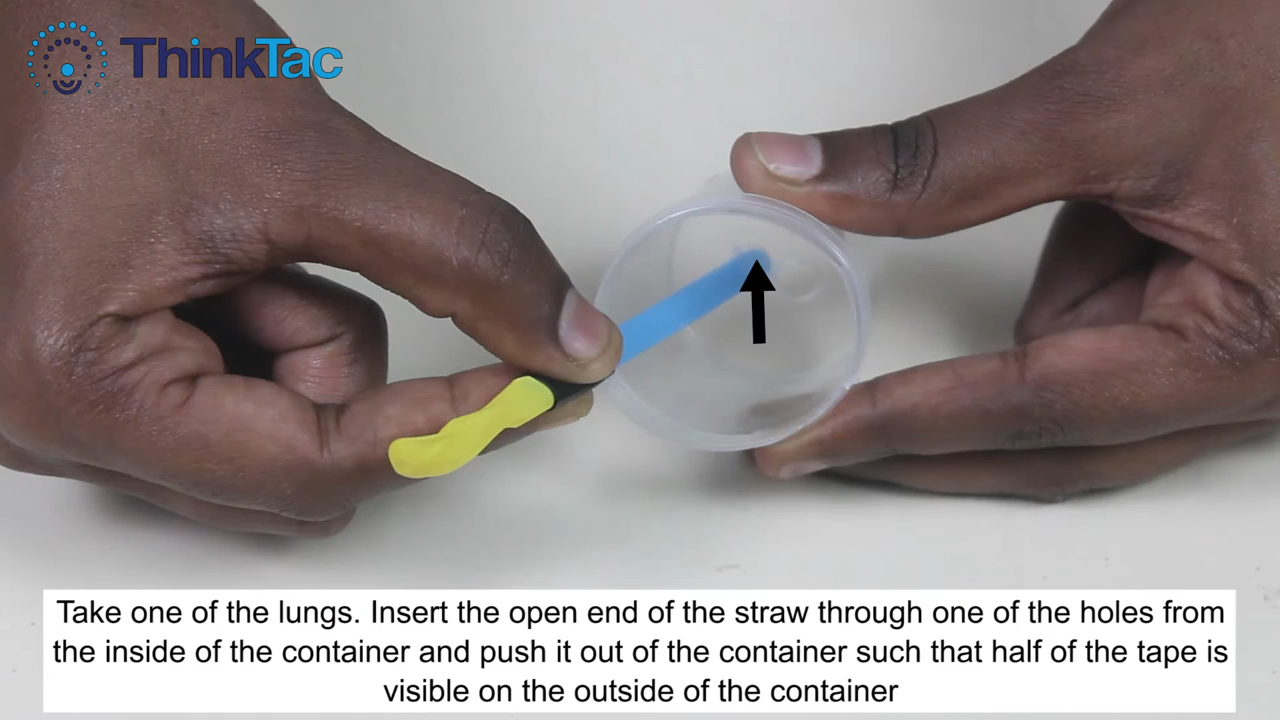 ThinkTac
Take one of the lungs. Insert the open end of the straw through one of the holes from
the inside of the container and push it out of the container such that half of the tape is
visible on the outside of the container